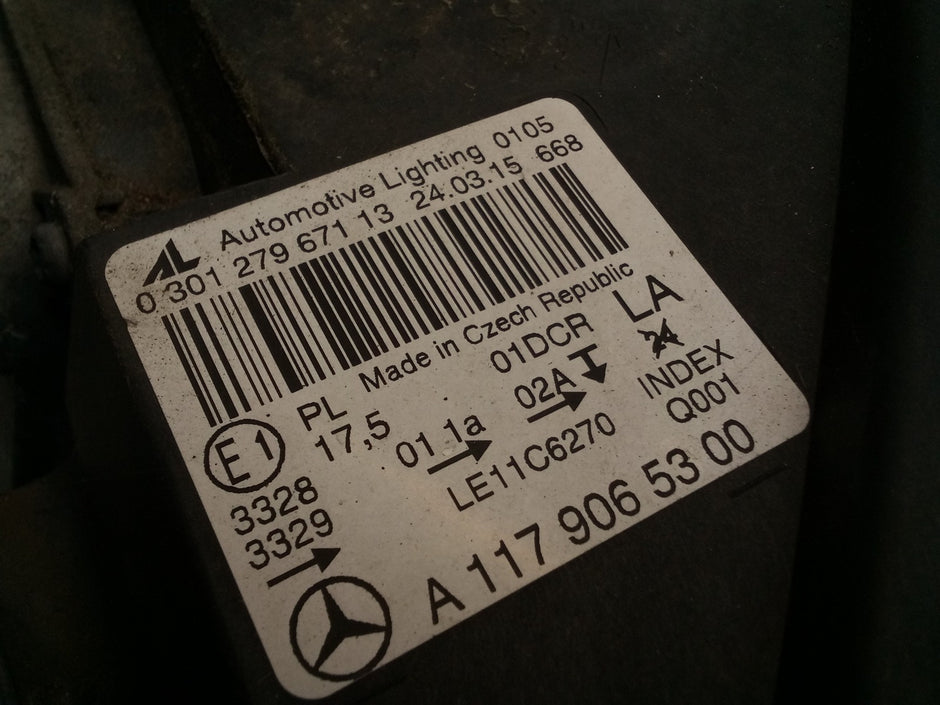 AL Automotive Lighting 0105
0 301 279 671 13 24.03.15 668
Made in Czech Republic
E1 PL 01DCR LA
17,5 01 1a 02A 24
3328 LE11C6270 INDEX
3329 Q001
A 117 906 53 00